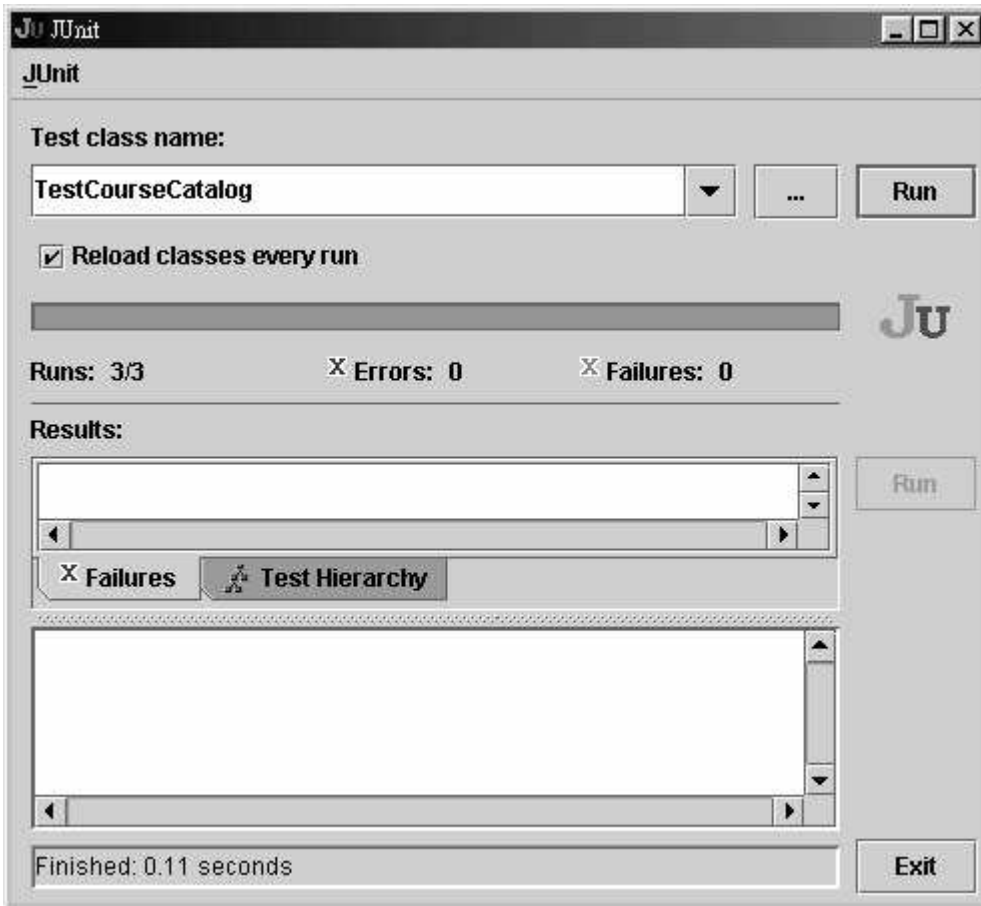 JU JUnit
JUnit
Test class name:
TestCourseCatalog ... Run
Reload classes every run
JU
Runs: 3/3 X Errors: 0 X Failures: 0
Results:
Run
X Failures Test Hierarchy
Finished: 0.11 seconds Exit